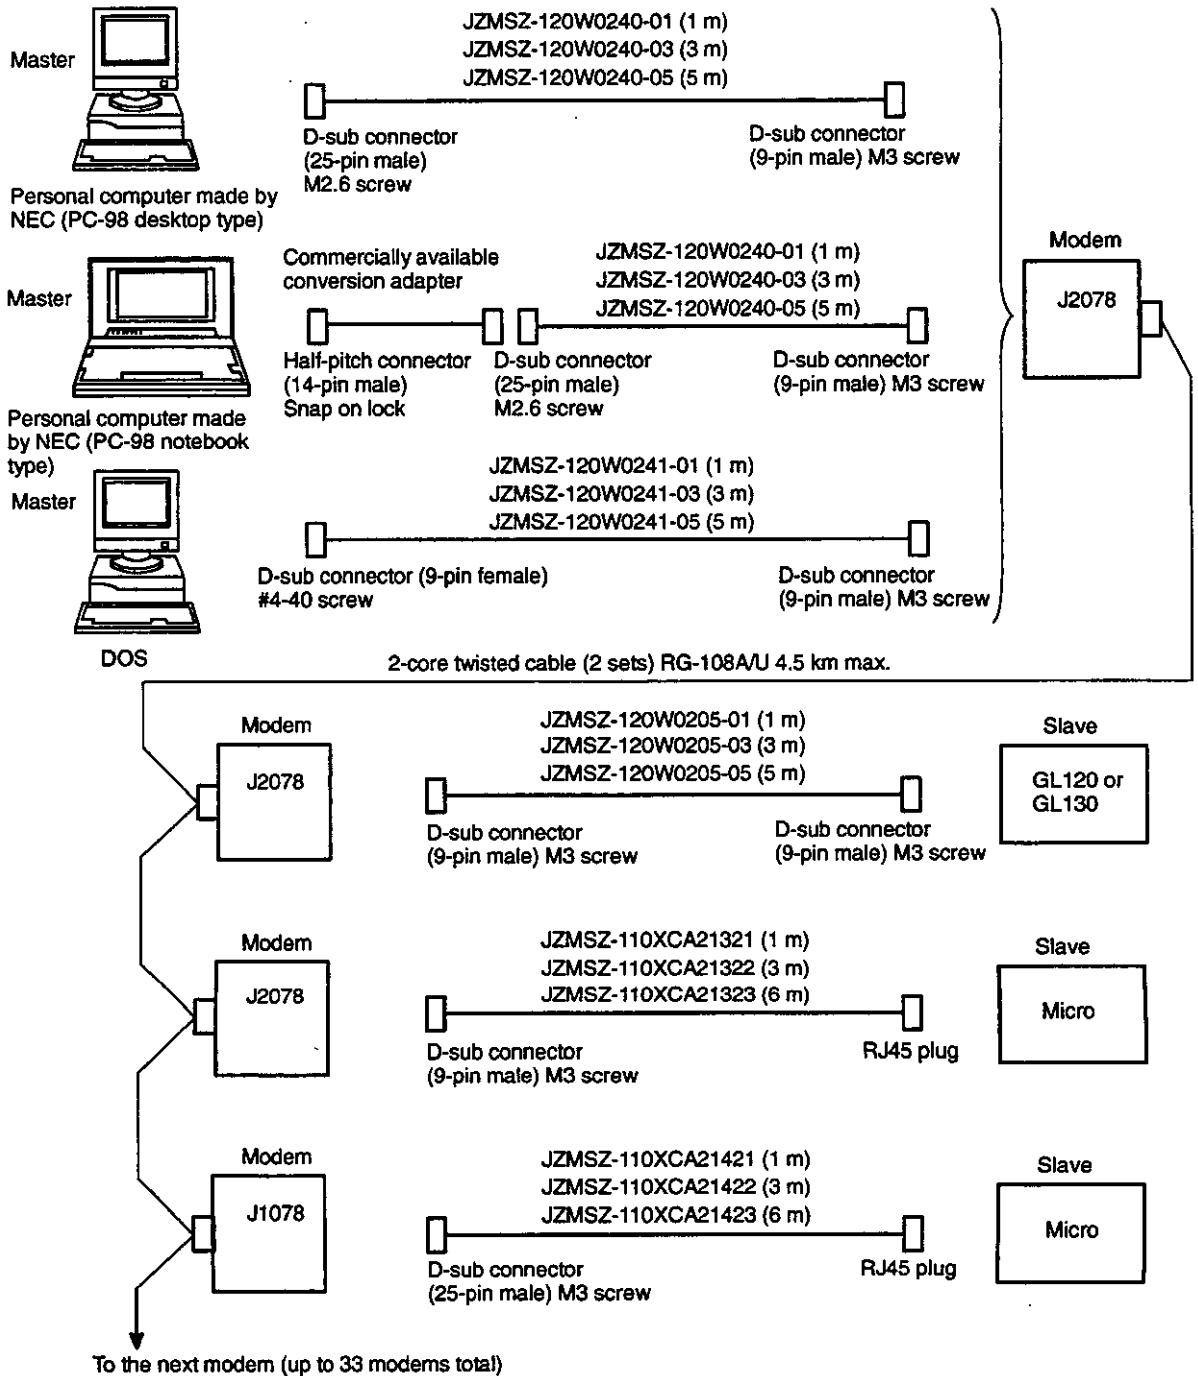 JZMSZ-120W0240-01 (1 m)
JZMSZ-120W0240-03 (3 m)
JZMSZ-120W0240-05 (5 m)
Master
D-sub connector
(25-pin male)
M2.6 screw
D-sub connector
(9-pin male) M3 screw
Personal computer made by
NEC (PC-98 desktop type)
Commercially available
conversion adapter
JZMSZ-120W0240-01 (1 m)
JZMSZ-120W0240-03 (3 m)
JZMSZ-120W0240-05 (5 m)
Modem
J2078
Master
Half-pitch connector
(14-pin male)
Snap on lock
D-sub connector
(25-pin male)
M2.6 screw
D-sub connector
(9-pin male) M3 screw
Personal computer made
by NEC (PC-98 notebook
type)
JZMSZ-120W0241-01 (1 m)
JZMSZ-120W0241-03 (3 m)
JZMSZ-120W0241-05 (5 m)
Master
D-sub connector (9-pin female)
#4-40 screw
D-sub connector
(9-pin male) M3 screw
DOS
2-core twisted cable (2 sets) RG-108A/U 4.5 km max.
Modem
J2078
JZMSZ-120W0205-01 (1 m)
JZMSZ-120W0205-03 (3 m)
JZMSZ-120W0205-05 (5 m)
Slave
GL120 or
GL130
D-sub connector
(9-pin male) M3 screw
D-sub connector
(9-pin male) M3 screw
Modem
J2078
JZMSZ-110XCA21321 (1 m)
JZMSZ-110XCA21322 (3 m)
JZMSZ-110XCA21323 (6 m)
Slave
Micro
D-sub connector
(9-pin male) M3 screw
RJ45 plug
Modem
J1078
JZMSZ-110XCA21421 (1 m)
JZMSZ-110XCA21422 (3 m)
JZMSZ-110XCA21423 (6 m)
Slave
Micro
D-sub connector
(25-pin male) M3 screw
RJ45 plug
To the next modem (up to 33 modems total)